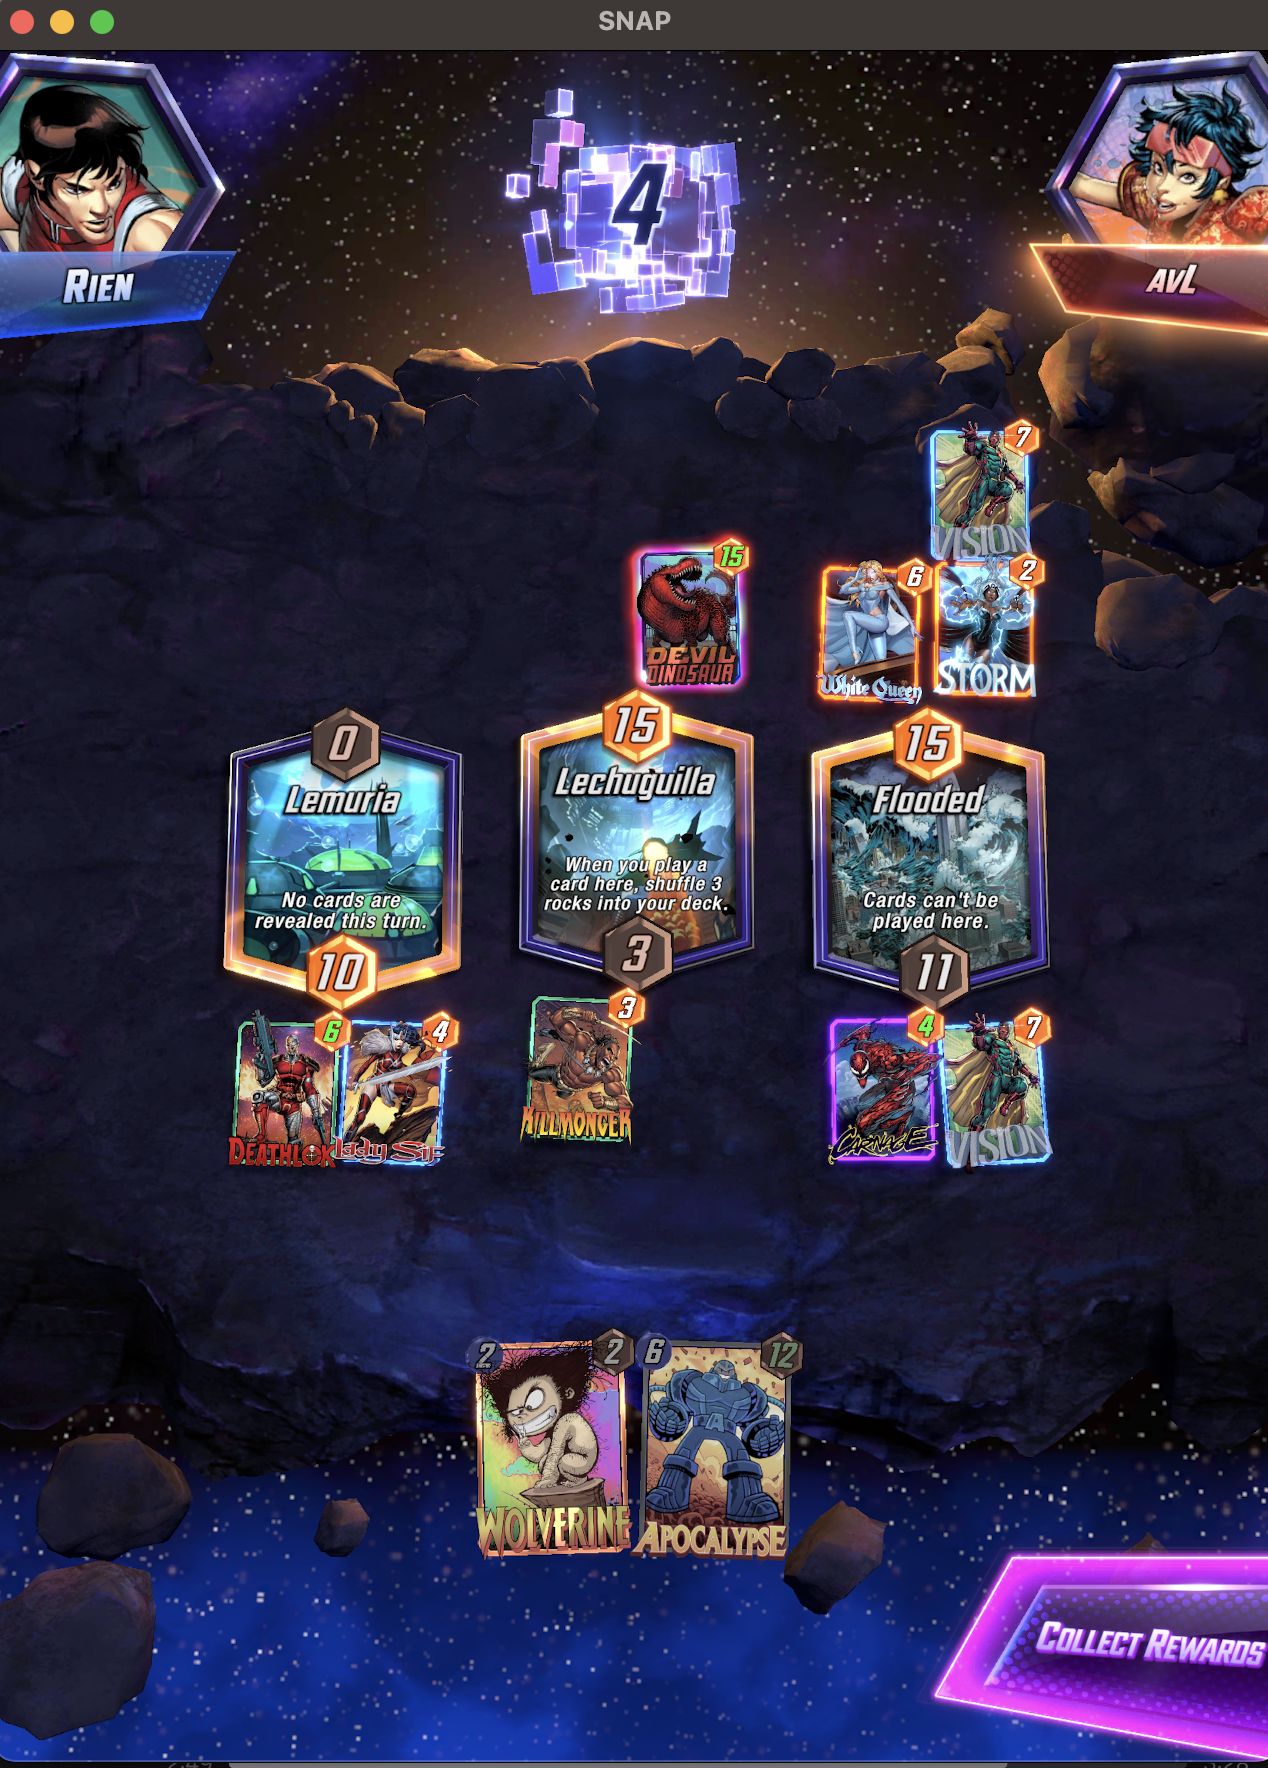 SNAP
4
RIEN
AVL
7
VISION
15
DEVIL
DINOSAUR
6
White Queen
2
STORM
0
Lemuria
No cards are
revealed this turn.
10
15
Lechuguilla
When you play a
card here, shuffle 3
rocks into your deck.
3
15
Flooded
Cards can't be
played here.
11
6
DEATHLOK
4
Lady Sif
3
KILLMONGER
4
CARNAGE
7
VISION
2
2
WOLVERINE
6
12
APOCALYPSE
COLLECT REWARDS